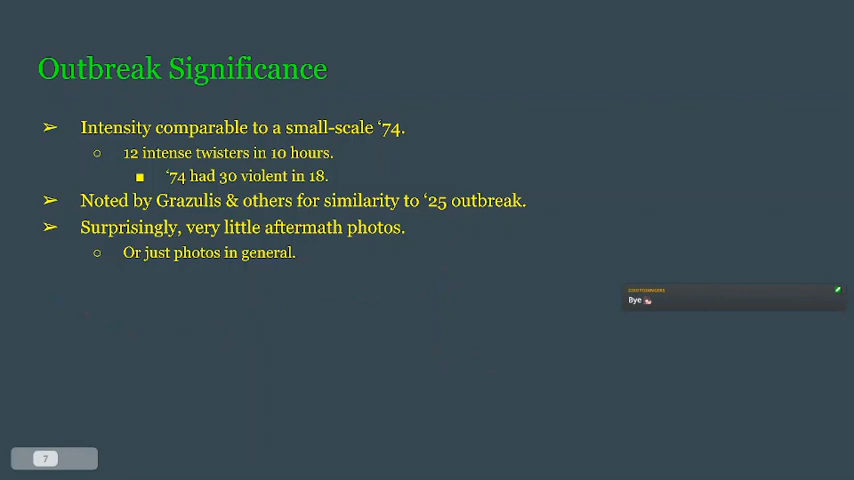 Outbreak Significance
➢ Intensity comparable to a small-scale ‘74.
○ 12 intense twisters in 10 hours.
■ ‘74 had 30 violent in 18.
➢ Noted by Grazulis & others for similarity to ‘25 outbreak.
➢ Surprisingly, very little aftermath photos.
○ Or just photos in general.
Bye
7